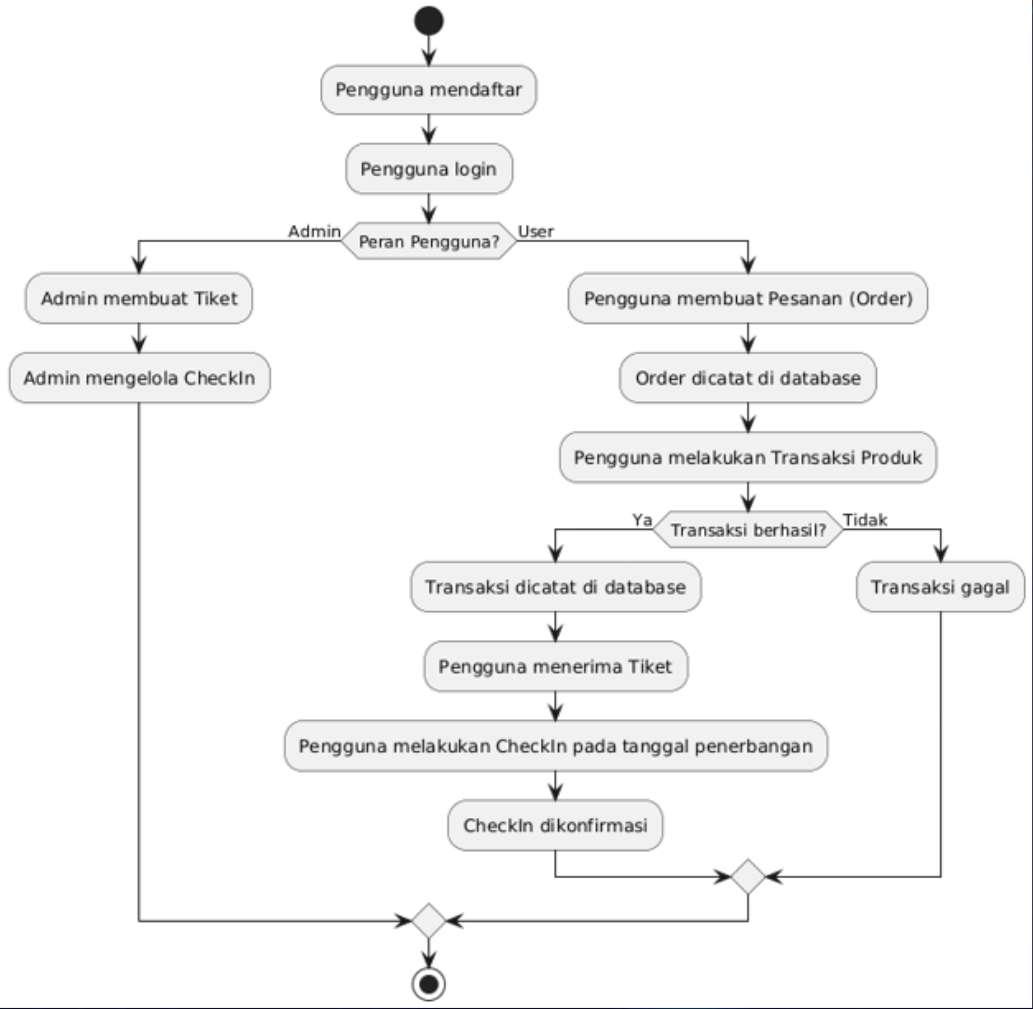 Pengguna mendaftar
Pengguna login
Admin
Peran Pengguna?
User
Admin membuat Tiket
Pengguna membuat Pesanan (Order)
Admin mengelola CheckIn
Order dicatat di database
Pengguna melakukan Transaksi Produk
Ya
Transaksi berhasil?
Tidak
Transaksi dicatat di database
Transaksi gagal
Pengguna menerima Tiket
Pengguna melakukan CheckIn pada tanggal penerbangan
CheckIn dikonfirmasi